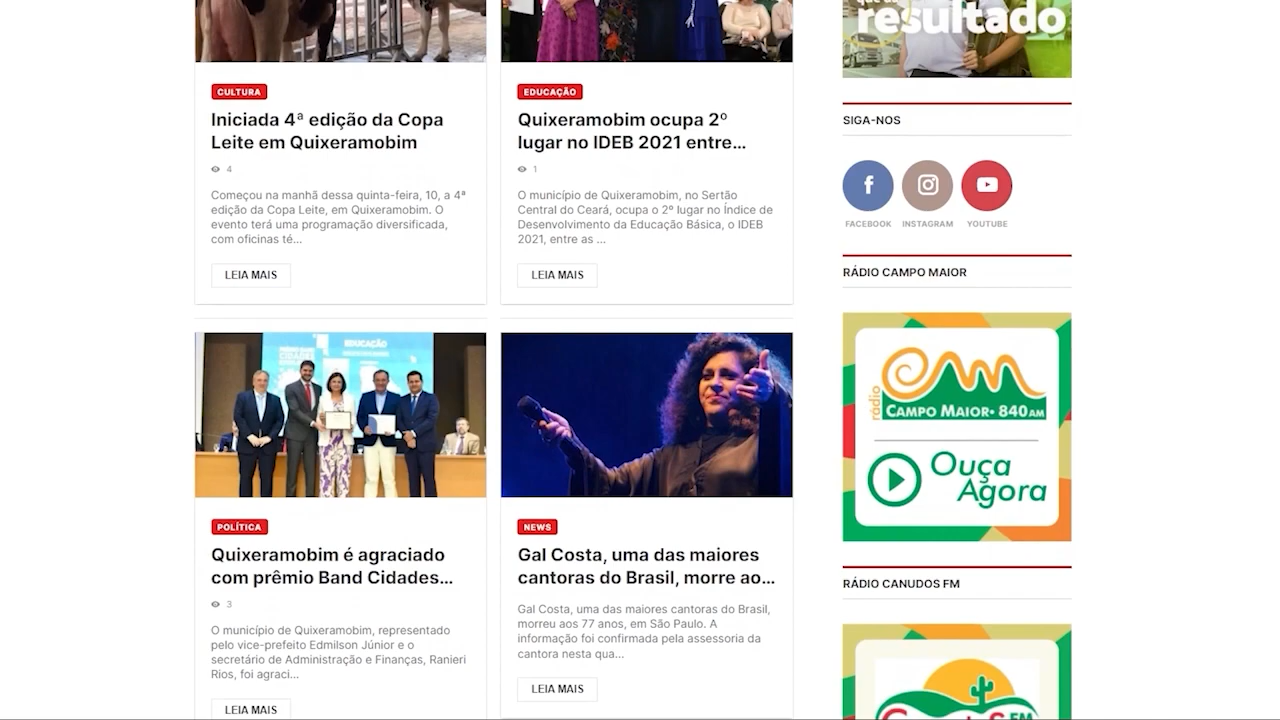 CULTURA
Iniciada 4ª edição da Copa
Leite em Quixeramobim
4
Começou na manhã dessa quinta-feira, 10, a 4ª
edição da Copa Leite, em Quixeramobim. O
evento terá uma programação diversificada,
com oficinas té...
LEIA MAIS
EDUCAÇÃO
Quixeramobim ocupa 2º
lugar no IDEB 2021 entre...
1
O município de Quixeramobim, no Sertão
Central do Ceará, ocupa o 2º lugar no Índice de
Desenvolvimento da Educação Básica, o IDEB
2021, entre as ...
LEIA MAIS
EDUCAÇÃO
POLÍTICA
Quixeramobim é agraciado
com prêmio Band Cidades...
3
O município de Quixeramobim, representado
pelo vice-prefeito Edmilson Júnior e o
secretário de Administração e Finanças, Ranieri
Rios, foi agraci...
LEIA MAIS
NEWS
Gal Costa, uma das maiores
cantoras do Brasil, morre ao...
Gal Costa, uma das maiores cantoras do Brasil,
morreu aos 77 anos, em São Paulo. A
informação foi confirmada pela assessoria da
cantora nesta qua...
LEIA MAIS
resultado
SIGA-NOS
FACEBOOK INSTAGRAM YOUTUBE
RÁDIO CAMPO MAIOR
rádio
CAMPO MAIOR• 840 AM
Ouça
Agora
RÁDIO CANUDOS FM
FM